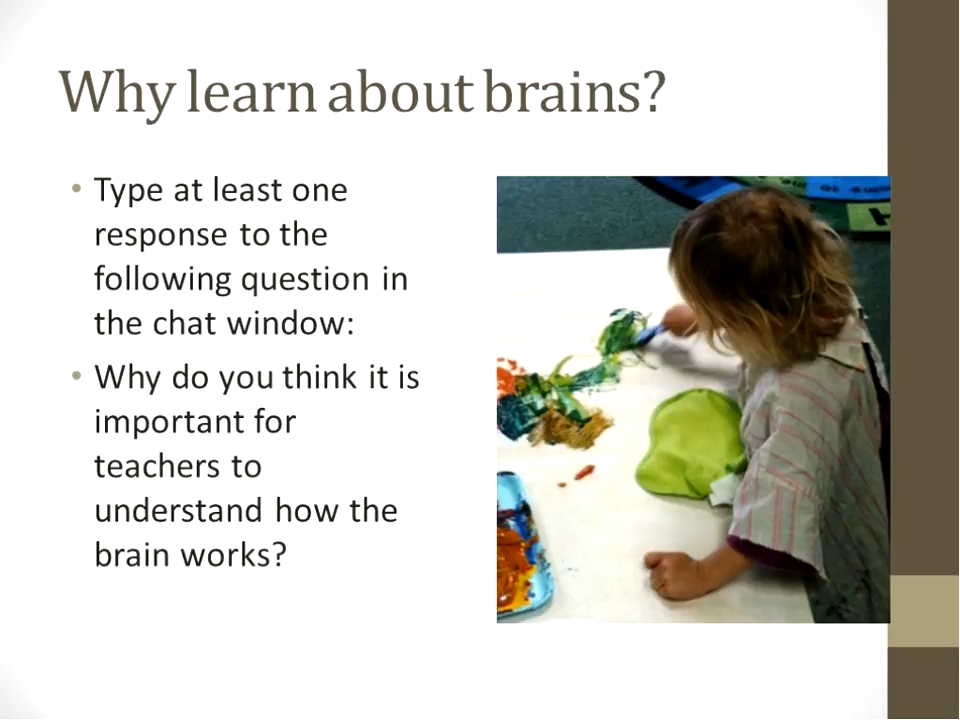 Why learn about brains?
• Type at least one
response to the
following question in
the chat window:
• Why do you think it is
important for
teachers to
understand how the
brain works?